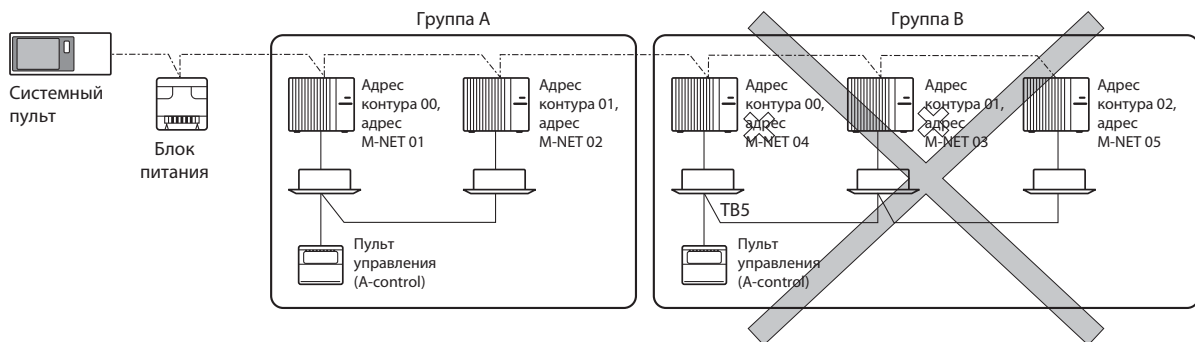 Группа A
Группа B
Системный
пульт
Блок
питания
Адрес
контура 00,
адрес
M-NET 01
Адрес
контура 01,
адрес
M-NET 02
Пульт
управления
(A-control)
Адрес
контура 00,
адрес
M-NET 04
Адрес
контура 01,
адрес
M-NET 03
Адрес
контура 02,
адрес
M-NET 05
TB5
Пульт
управления
(A-control)